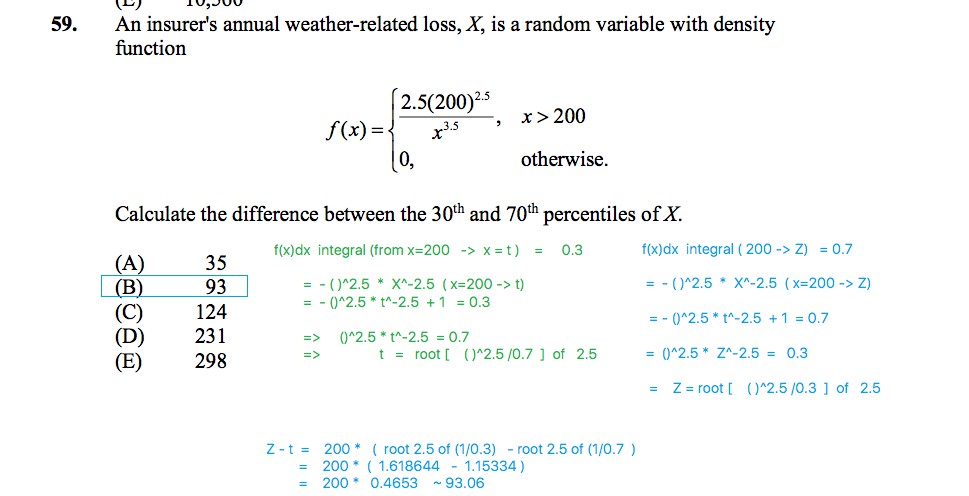 (E) 10,560
59. An insurer's annual weather-related loss, X, is a random variable with density
function
f(x) = { 2.5(200)^2.5 / x^3.5, x > 200
0, otherwise.
Calculate the difference between the 30th and 70th percentiles of X.
(A) 35
(B) 93
(C) 124
(D) 231
(E) 298
f(x)dx integral (from x=200 -> x = t) = 0.3
= - ( )^2.5 * X^-2.5 ( x=200 -> t)
= - ()^2.5 * t^-2.5 + 1 = 0.3
=> ()^2.5 * t^-2.5 = 0.7
=> t = root [ ( )^2.5 /0.7 ] of 2.5
f(x)dx integral ( 200 -> Z) = 0.7
= - ( )^2.5 * X^-2.5 ( x=200 -> Z)
= - ()^2.5 * t^-2.5 + 1 = 0.7
= ()^2.5 * Z^-2.5 = 0.3
= Z = root [ ( )^2.5 /0.3 ] of 2.5
Z - t = 200 * ( root 2.5 of (1/0.3) - root 2.5 of (1/0.7 )
= 200 * ( 1.618644 - 1.15334 )
= 200 * 0.4653 ~ 93.06